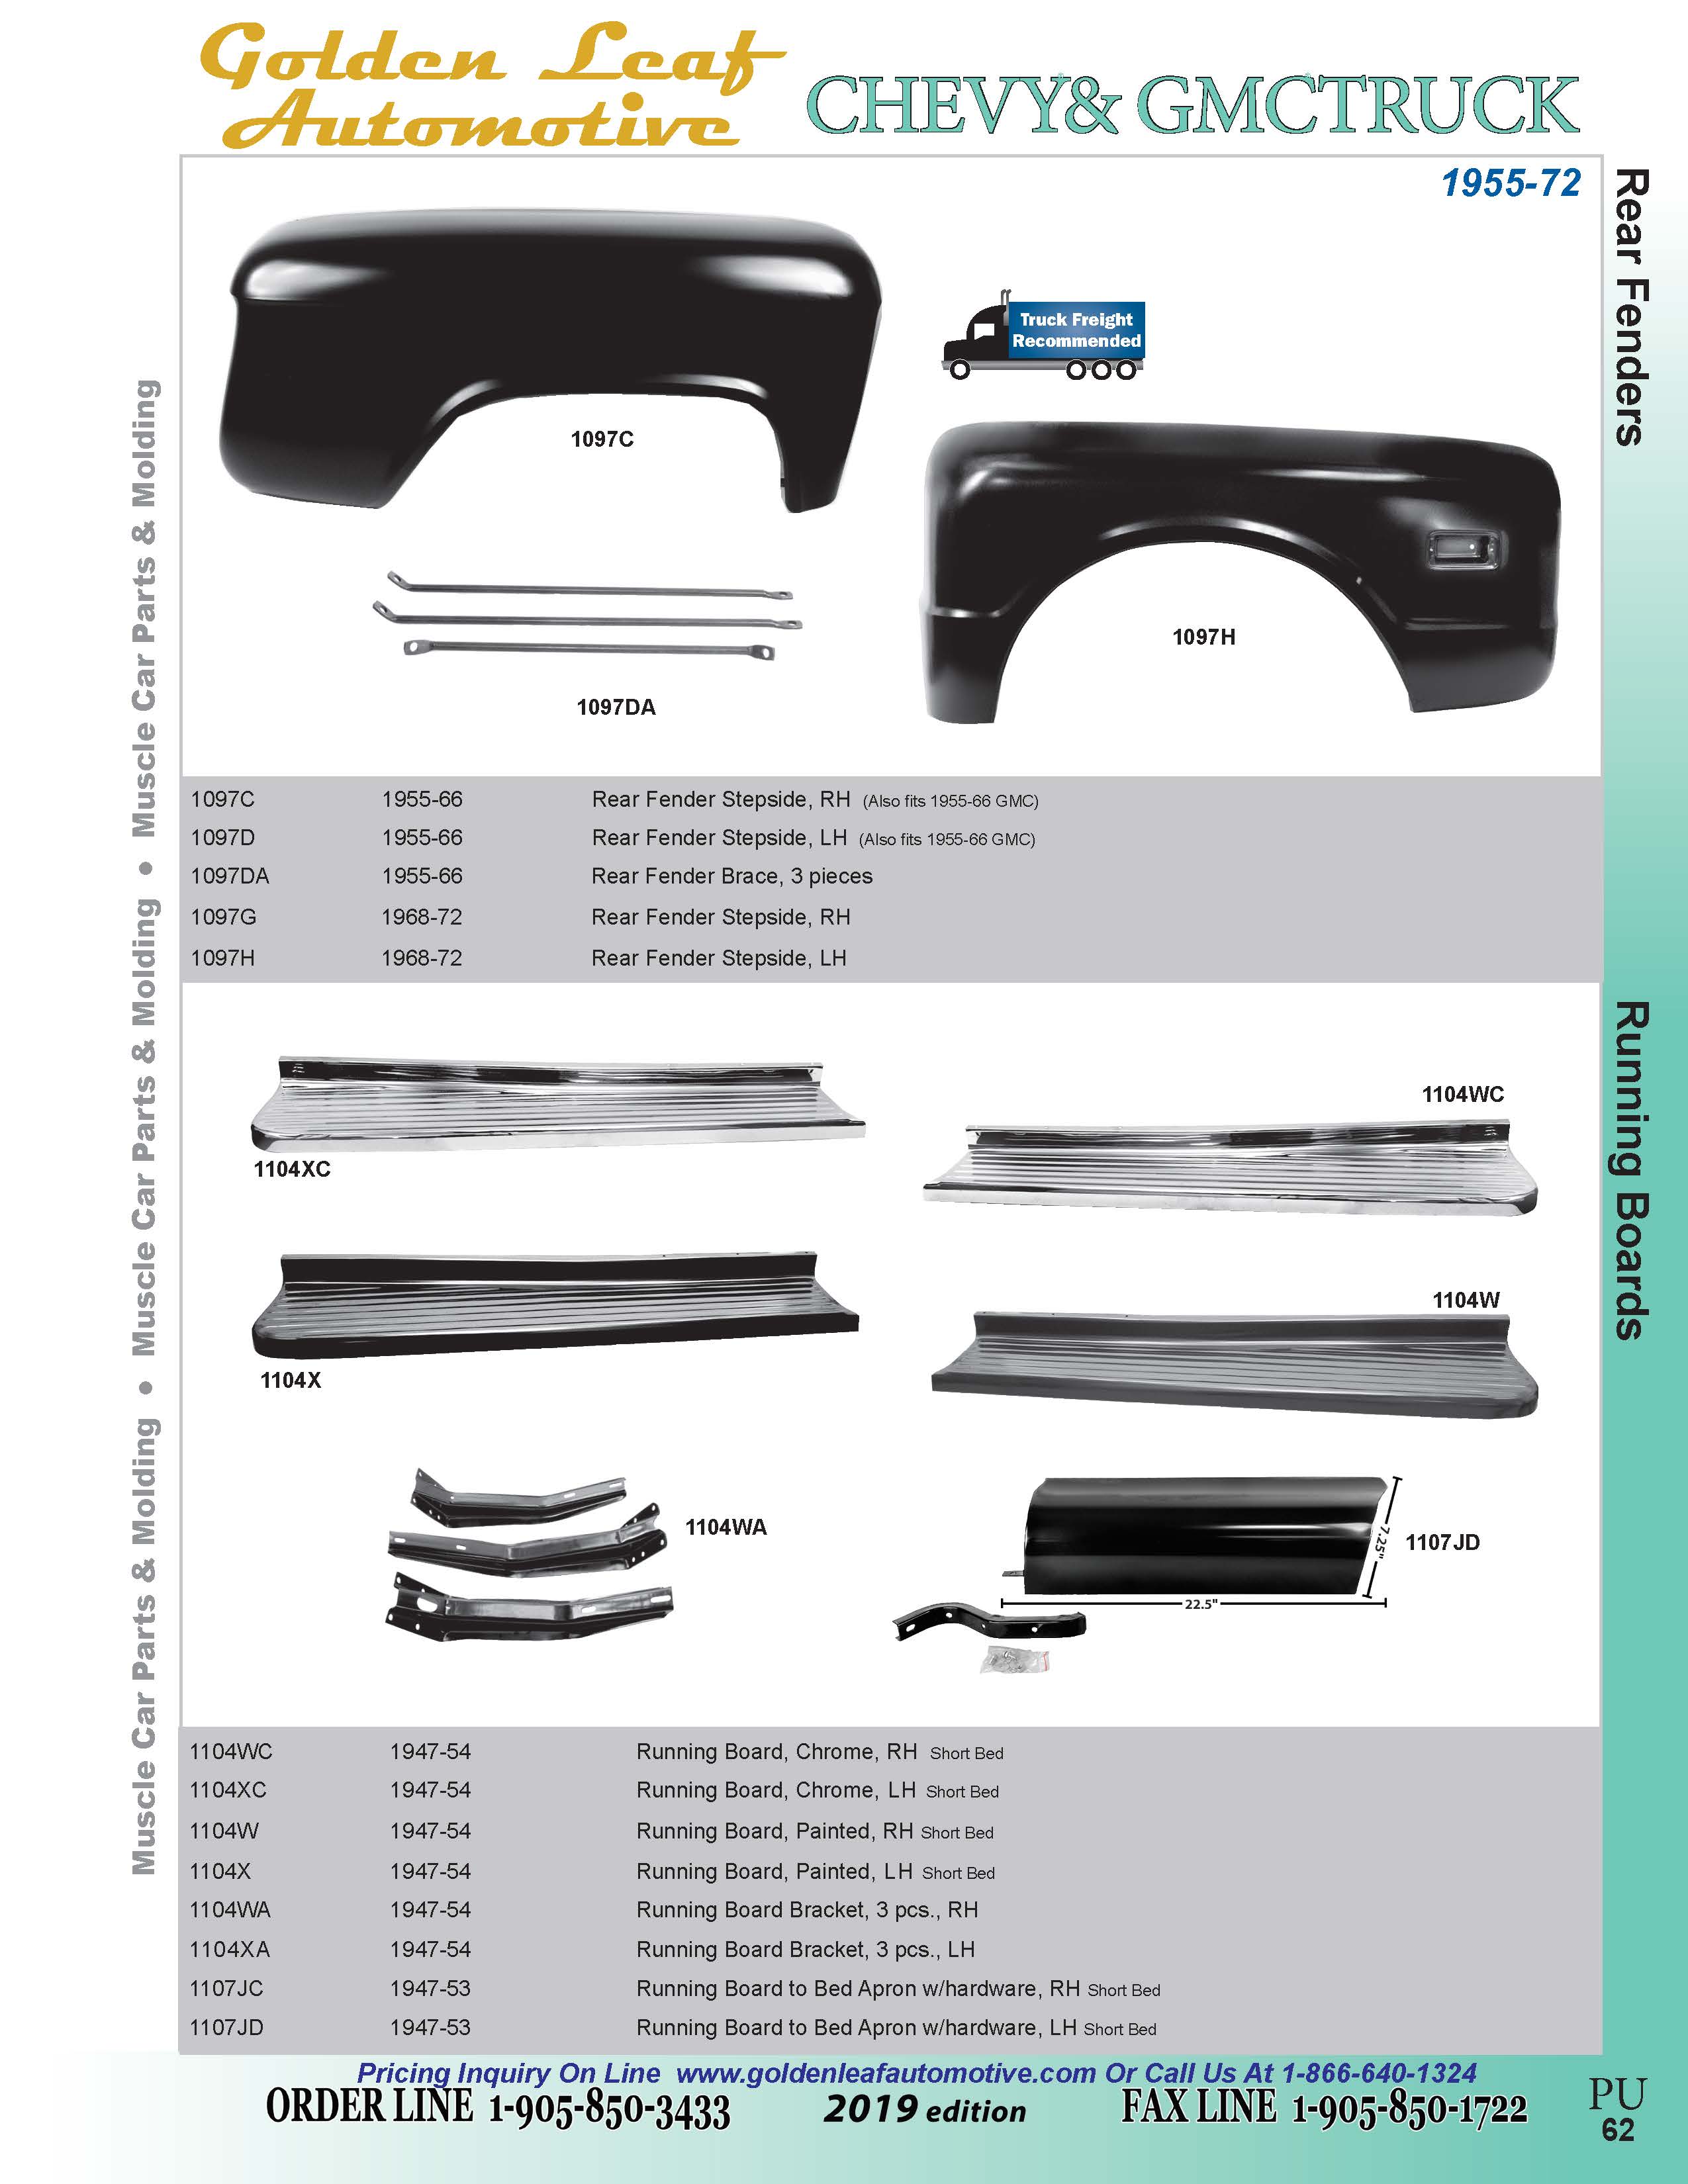 Golden Leaf
Automotive
CHEVY& GMCTRUCK
1955-72
Rear Fenders
Truck Freight
Recommended
1097C
1097H
1097DA
1097C 1955-66 Rear Fender Stepside, RH (Also fits 1955-66 GMC)
1097D 1955-66 Rear Fender Stepside, LH (Also fits 1955-66 GMC)
1097DA 1955-66 Rear Fender Brace, 3 pieces
1097G 1968-72 Rear Fender Stepside, RH
1097H 1968-72 Rear Fender Stepside, LH
Running Boards
1104WC
1104XC
1104W
1104X
1104WA
7.25"
1107JD
22.5"
1104WC 1947-54 Running Board, Chrome, RH Short Bed
1104XC 1947-54 Running Board, Chrome, LH Short Bed
1104W 1947-54 Running Board, Painted, RH Short Bed
1104X 1947-54 Running Board, Painted, LH Short Bed
1104WA 1947-54 Running Board Bracket, 3 pcs., RH
1104XA 1947-54 Running Board Bracket, 3 pcs., LH
1107JC 1947-53 Running Board to Bed Apron w/hardware, RH Short Bed
1107JD 1947-53 Running Board to Bed Apron w/hardware, LH Short Bed
Muscle Car Parts & Molding • Muscle Car Parts & Molding • Muscle Car Parts & Molding
Pricing Inquiry On Line www.goldenleafautomotive.com Or Call Us At 1-866-640-1324
ORDER LINE 1-905-850-3433 2019 edition FAX LINE 1-905-850-1722
PU
62